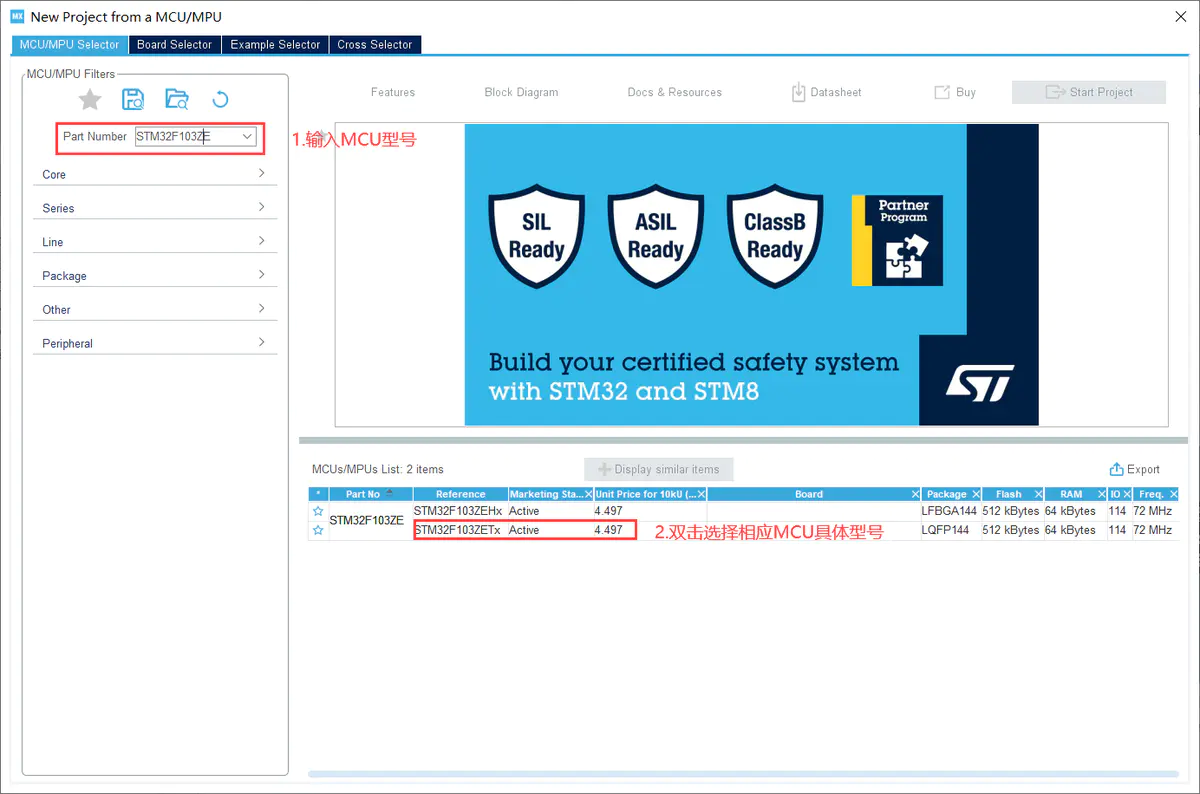 MX New Project from a MCU/MPU
MCU/MPU Selector Board Selector Example Selector Cross Selector
MCU/MPU Filters
Part Number STM32F103ZE
1.输入MCU型号
Core
Series
Line
Package
Other
Peripheral
Features Block Diagram Docs & Resources Datasheet Buy Start Project
SIL
Ready
ASIL
Ready
ClassB
Ready
Partner
Program
Build your certified safety system
with STM32 and STM8
ST
MCUs/MPUs List: 2 items Display similar items Export
* Part No Reference Marketing Sta... Unit Price for 10kU (... Board Package Flash RAM IO Freq.
STM32F103ZE
STM32F103ZEHx Active 4.497 LFBGA144 512 kBytes 64 kBytes 114 72 MHz
STM32F103ZETx Active 4.497 LQFP144 512 kBytes 64 kBytes 114 72 MHz
2.双击选择相应MCU具体型号